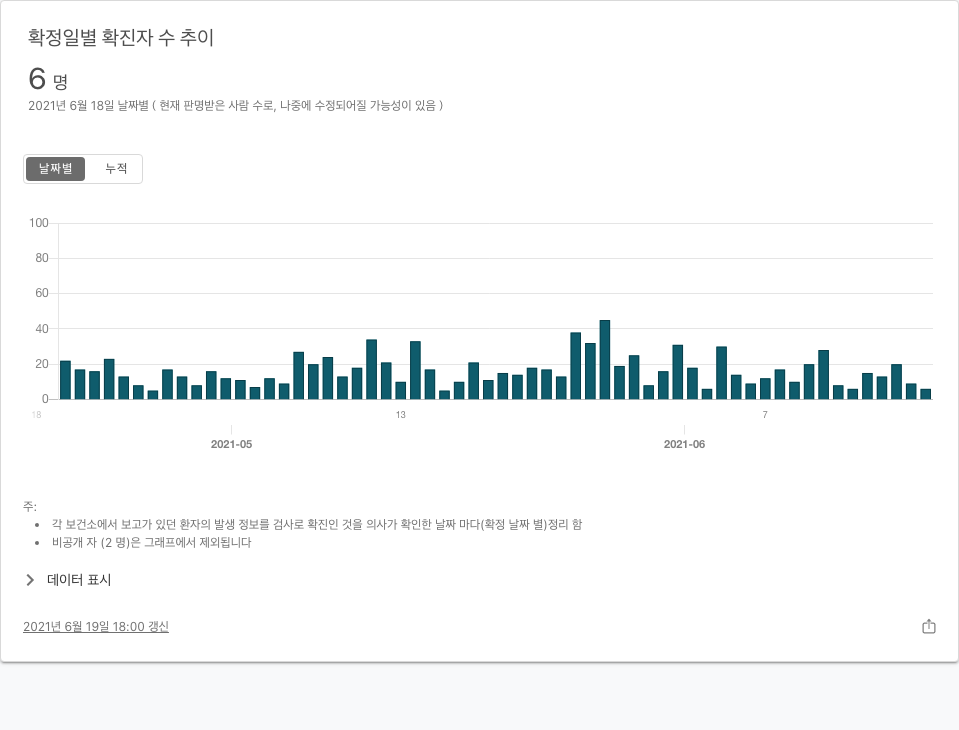 확정일별 확진자 수 추이
6 명
2021년 6월 18일 날짜별 ( 현재 판명받은 사람 수로, 나중에 수정되어질 가능성이 있음 )
날짜별 누적
100
80
60
40
20
0
18 13 7
2021-05 2021-06
주:
각 보건소에서 보고가 있던 환자의 발생 정보를 검사로 확진인 것을 의사가 확인한 날짜 마다(확정 날짜 별)정리 함
비공개 자 (2 명)은 그래프에서 제외됩니다
데이터 표시
2021년 6월 19일 18:00 갱신